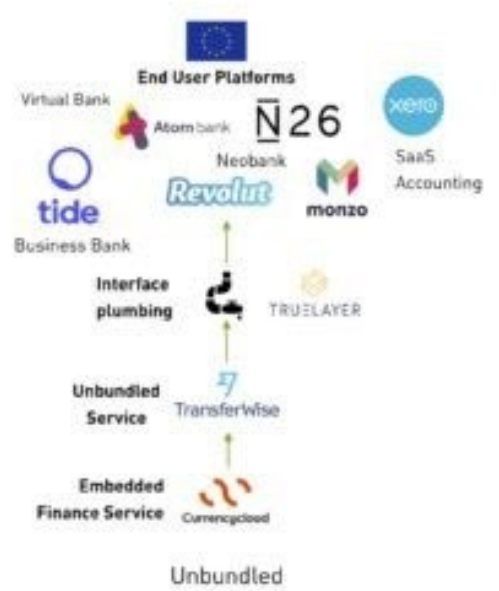 End User Platforms
Virtual Bank
Atom bank
N26
xero
Neobank
SaaS
Accounting
Revolut
monzo
tide
Business Bank
Interface
plumbing
TRUELAYER
Unbundled
Service
TransferWise
Embedded
Finance Service
Currencycloud
Unbundled